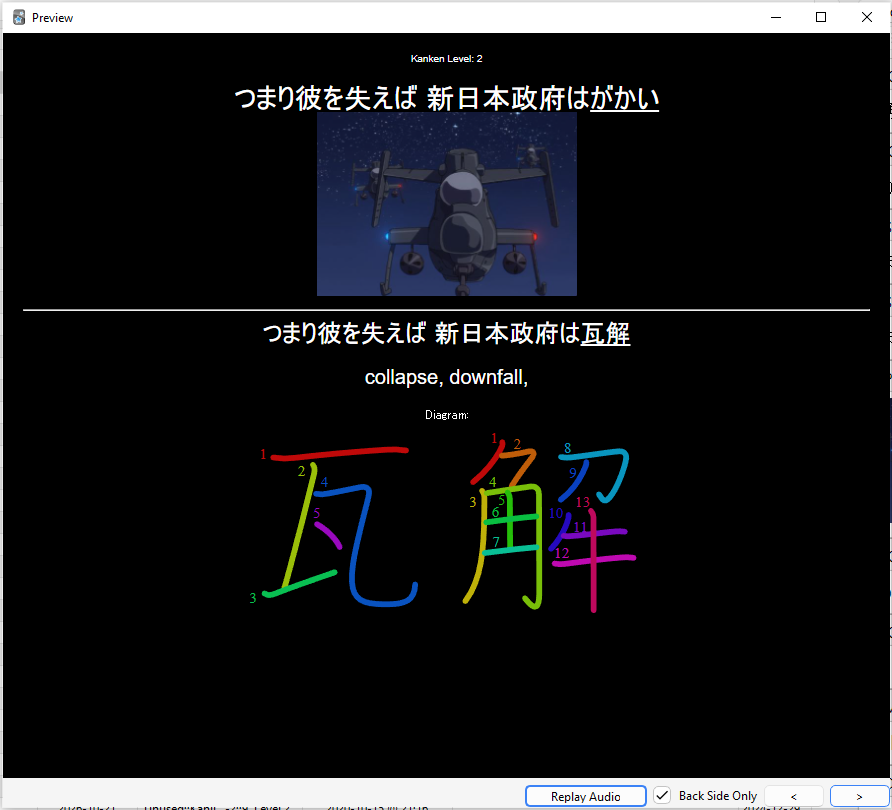 Preview
Kanken Level: 2
つまり彼を失えば 新日本政府はがかい
つまり彼を失えば 新日本政府は瓦解
collapse, downfall,
Diagram:
瓦解
1 2 3 4 5
1 2 3 4 5 6 7 8 9 10 11 12 13
Replay Audio
Back Side Only
<
>